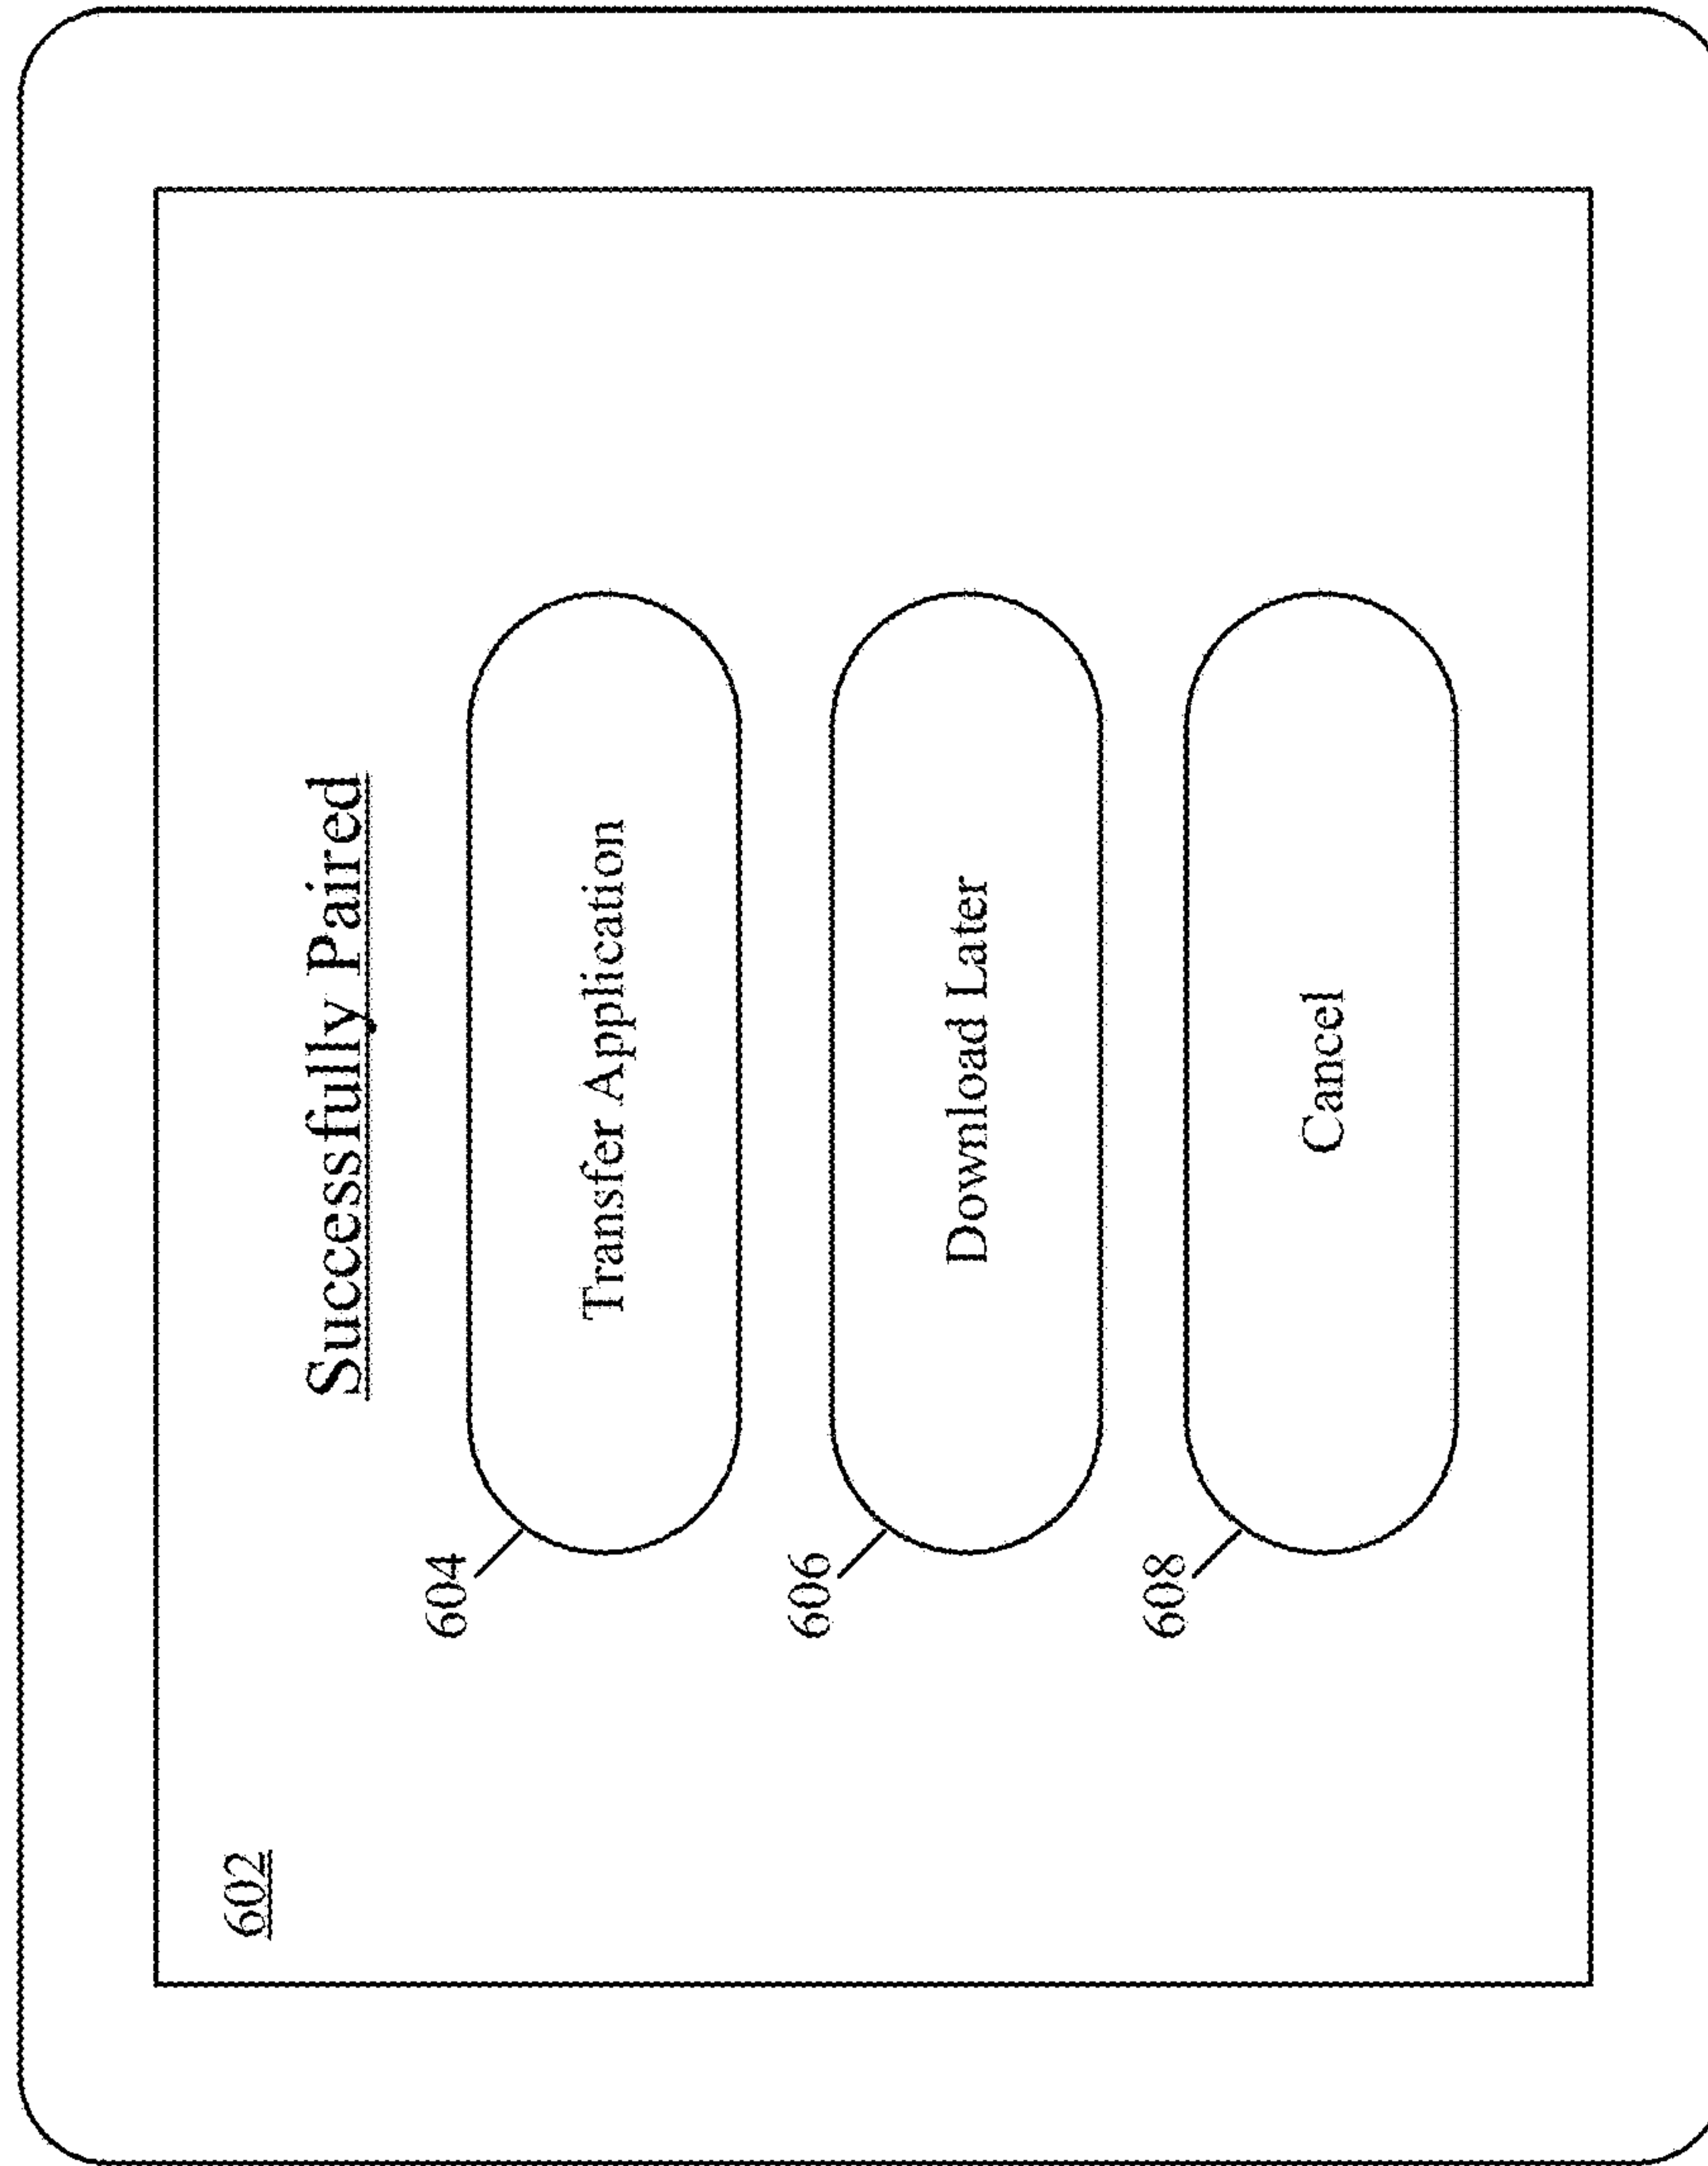 602
Successfully Paired
604
Transfer Application
606
Download Later
608
Cancel